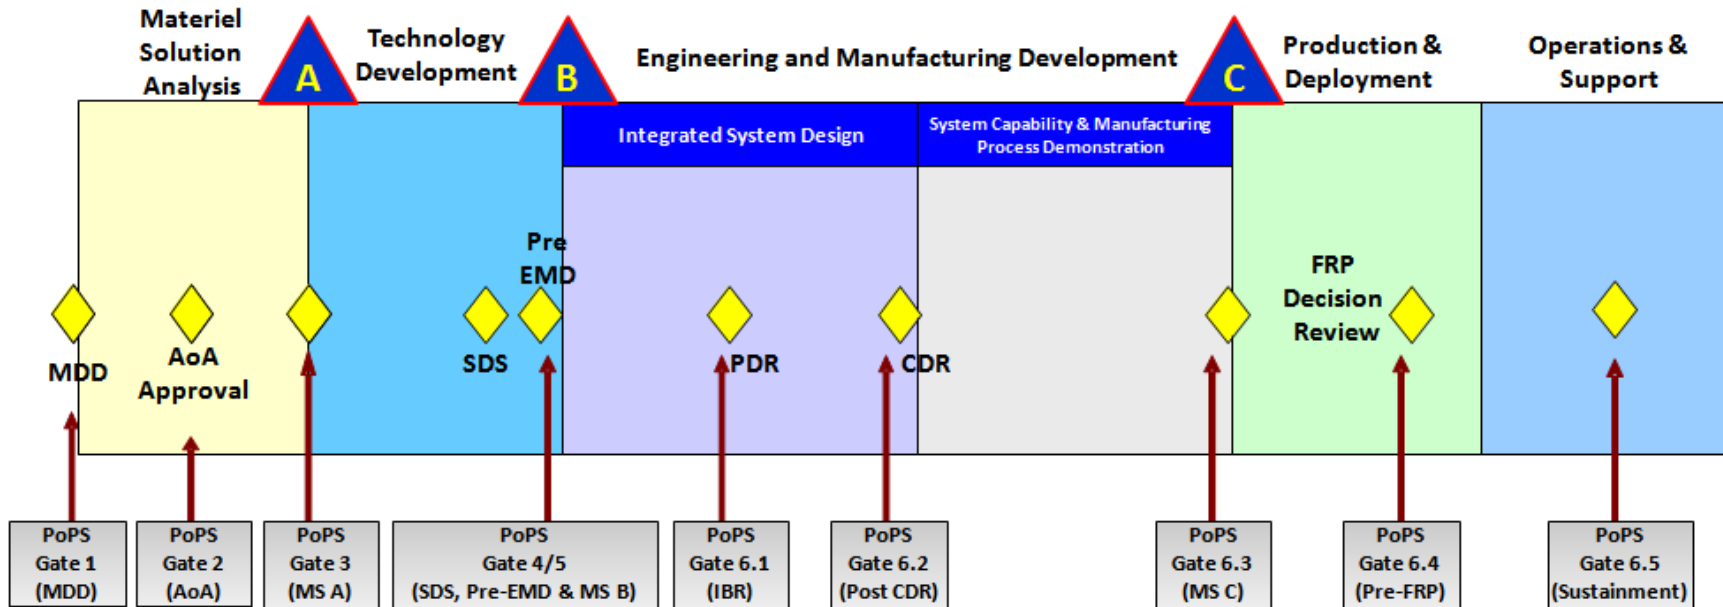 Materiel
Solution
Analysis
A
Technology
Development
B
Engineering and Manufacturing Development
C
Production &
Deployment
Operations &
Support
Integrated System Design
System Capability & Manufacturing
Process Demonstration
MDD
AoA
Approval
SDS
Pre
EMD
PDR
CDR
FRP
Decision
Review
PoPS
Gate 1
(MDD)
PoPS
Gate 2
(AoA)
PoPS
Gate 3
(MS A)
PoPS
Gate 4/5
(SDS, Pre-EMD & MS B)
PoPS
Gate 6.1
(IBR)
PoPS
Gate 6.2
(Post CDR)
PoPS
Gate 6.3
(MS C)
PoPS
Gate 6.4
(Pre-FRP)
PoPS
Gate 6.5
(Sustainment)